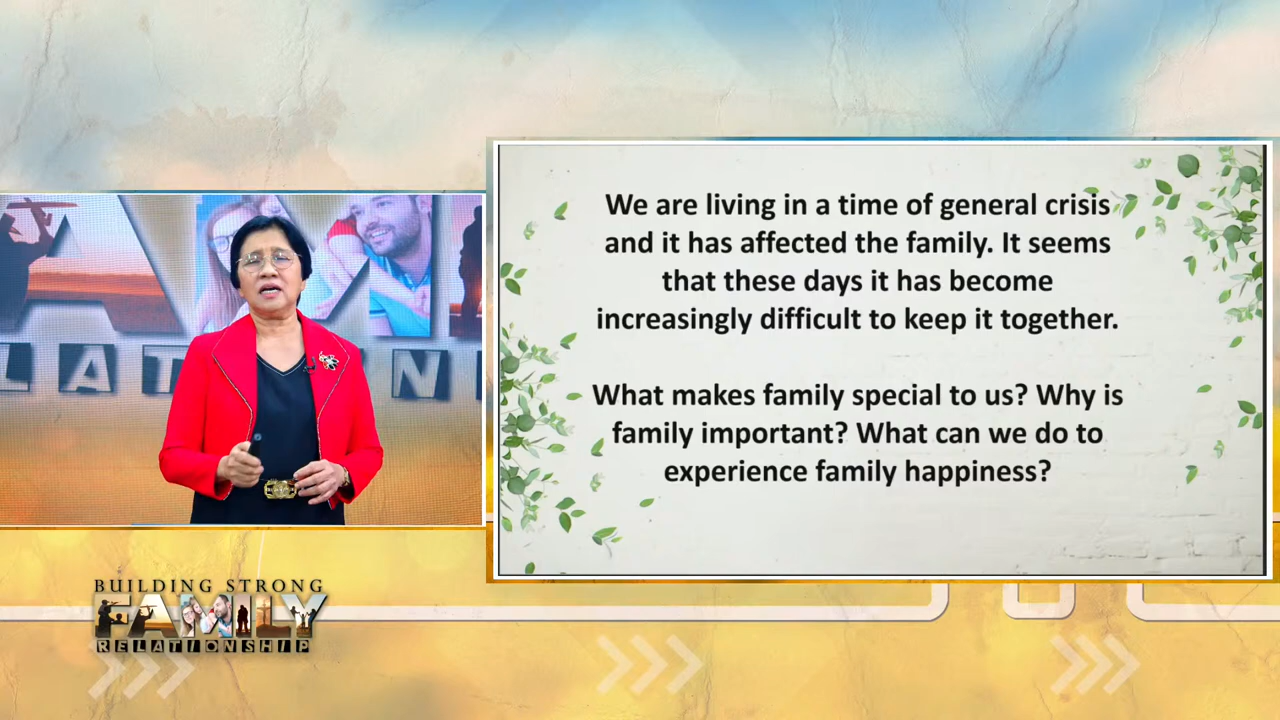 We are living in a time of general crisis
and it has affected the family. It seems
that these days it has become
increasingly difficult to keep it together.
What makes family special to us? Why is
family important? What can we do to
experience family happiness?
BUILDING STRONG
FAMILY
RELATIONSHIP